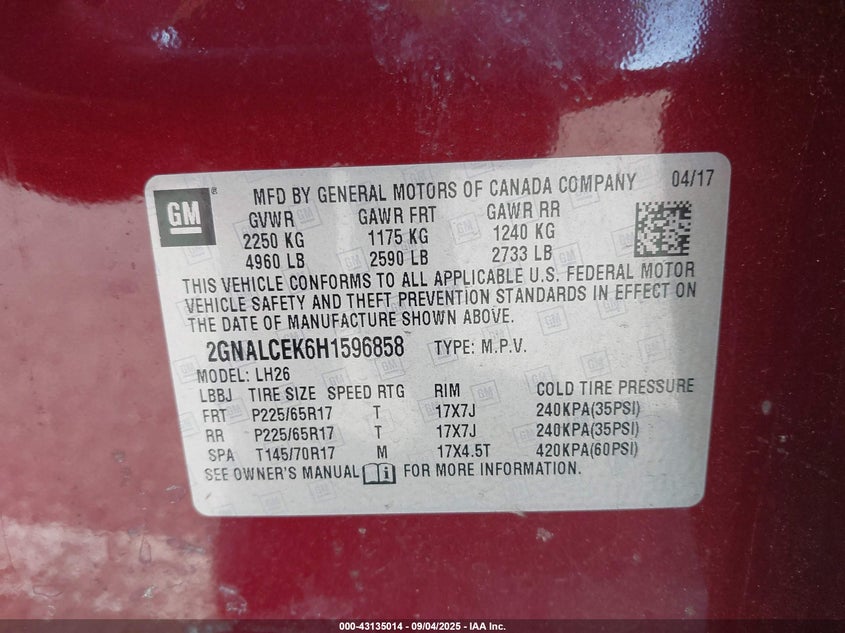 GM ® MFD BY GENERAL MOTORS OF CANADA COMPANY 04/17
GVWR GAWR FRT GAWR RR
2250 KG 1175 KG 1240 KG
4960 LB 2590 LB 2733 LB
THIS VEHICLE CONFORMS TO ALL APPLICABLE U.S. FEDERAL MOTOR
VEHICLE SAFETY AND THEFT PREVENTION STANDARDS IN EFFECT ON
THE DATE OF MANUFACTURE SHOWN ABOVE.
2GNALCEK6H1596858 TYPE: M.P.V.
MODEL: LH26
LBBJ TIRE SIZE SPEED RTG RIM COLD TIRE PRESSURE
FRT P225/65R17 T 17X7J 240KPA(35PSI)
RR P225/65R17 T 17X7J 240KPA(35PSI)
SPA T145/70R17 M 17X4.5T 420KPA(60PSI)
SEE OWNER'S MANUAL FOR MORE INFORMATION.
000-43135014 - 09/04/2025 - IAA Inc.